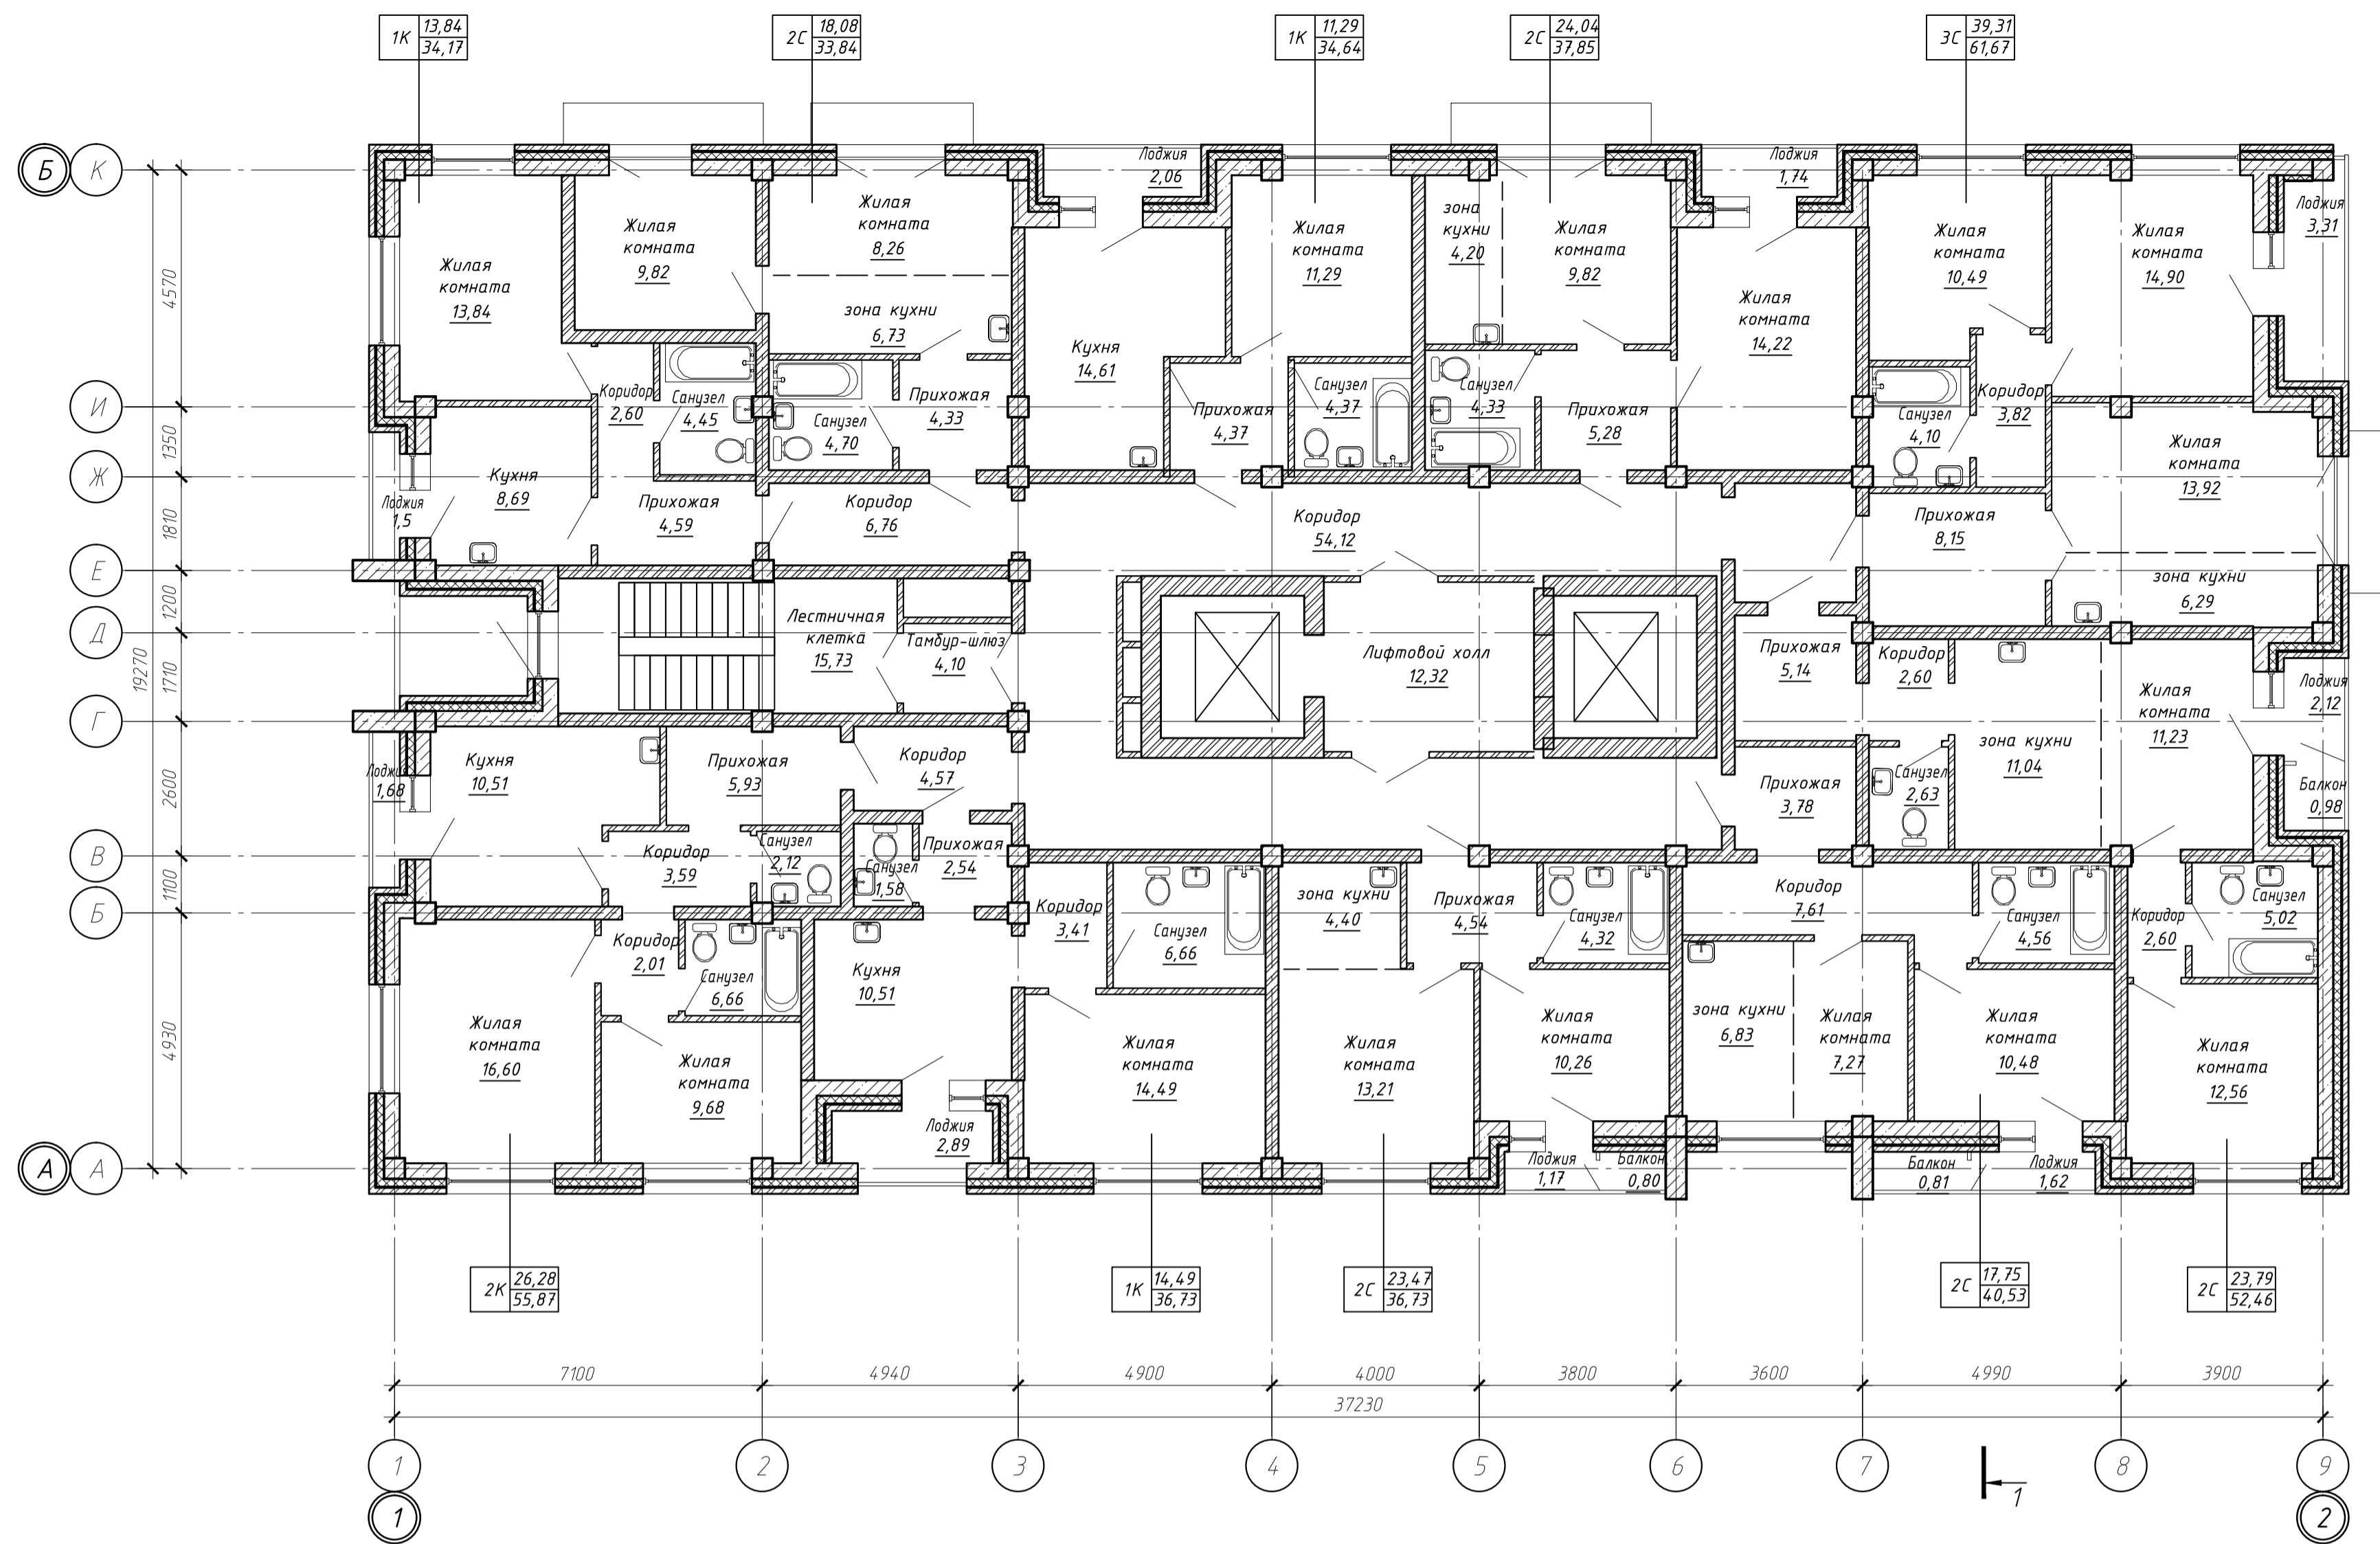 1К 13,84
34,17
2С 18,08
33,84
1К 11,29
34,64
2С 24,04
37,85
3С 39,31
61,67
Б К
И
Ж
Е
Д
Г
В
Б
А А
4570
1350
1810
1200
1710
2600
1100
4930
19270
Жилая
комната
13,84
Жилая
комната
9,82
Жилая
комната
8,26
зона кухни
6,73
Лоджия
2,06
Кухня
14,61
Жилая
комната
11,29
зона
кухни
4,20
Жилая
комната
9,82
Лоджия
1,74
Жилая
комната
14,22
Жилая
комната
10,49
Жилая
комната
14,90
Лоджия
3,31
Коридор
2,60
Санузел
4,45
Санузел
4,70
Прихожая
4,33
Прихожая
4,37
Санузел
4,37
Санузел
4,33
Прихожая
5,28
Санузел
4,10
Коридор
3,82
Жилая
комната
13,92
Лоджия
1,5
Кухня
8,69
Прихожая
4,59
Коридор
6,76
Коридор
54,12
Прихожая
8,15
зона кухни
6,29
Лестничная
клетка
15,73
Тамбур-шлюз
4,10
Лифтовой холл
12,32
Прихожая
5,14
Коридор
2,60
Жилая
комната
11,23
Лоджия
2,12
Лоджия
1,68
Кухня
10,51
Прихожая
5,93
Коридор
4,57
Прихожая
3,78
Санузел
2,63
зона кухни
11,04
Балкон
0,98
Коридор
3,59
Санузел
2,12
Санузел
1,58
Прихожая
2,54
Коридор
3,41
Санузел
6,66
зона кухни
4,40
Прихожая
4,54
Санузел
4,32
Коридор
7,61
Санузел
4,56
Коридор
2,60
Санузел
5,02
Коридор
2,01
Санузел
6,66
Кухня
10,51
Жилая
комната
16,60
Жилая
комната
9,68
Лоджия
2,89
Жилая
комната
14,49
Жилая
комната
13,21
Жилая
комната
10,26
зона кухни
6,83
Жилая
комната
7,27
Жилая
комната
10,48
Жилая
комната
12,56
Лоджия
1,17
Балкон
0,80
Балкон
0,81
Лоджия
1,62
2К 26,28
55,87
1К 14,49
36,73
2С 23,47
36,73
2С 17,75
40,53
2С 23,79
52,46
7100 4940 4900 4000 3800 3600 4990 3900
37230
1 2 3 4 5 6 7 8 9
1
1 2